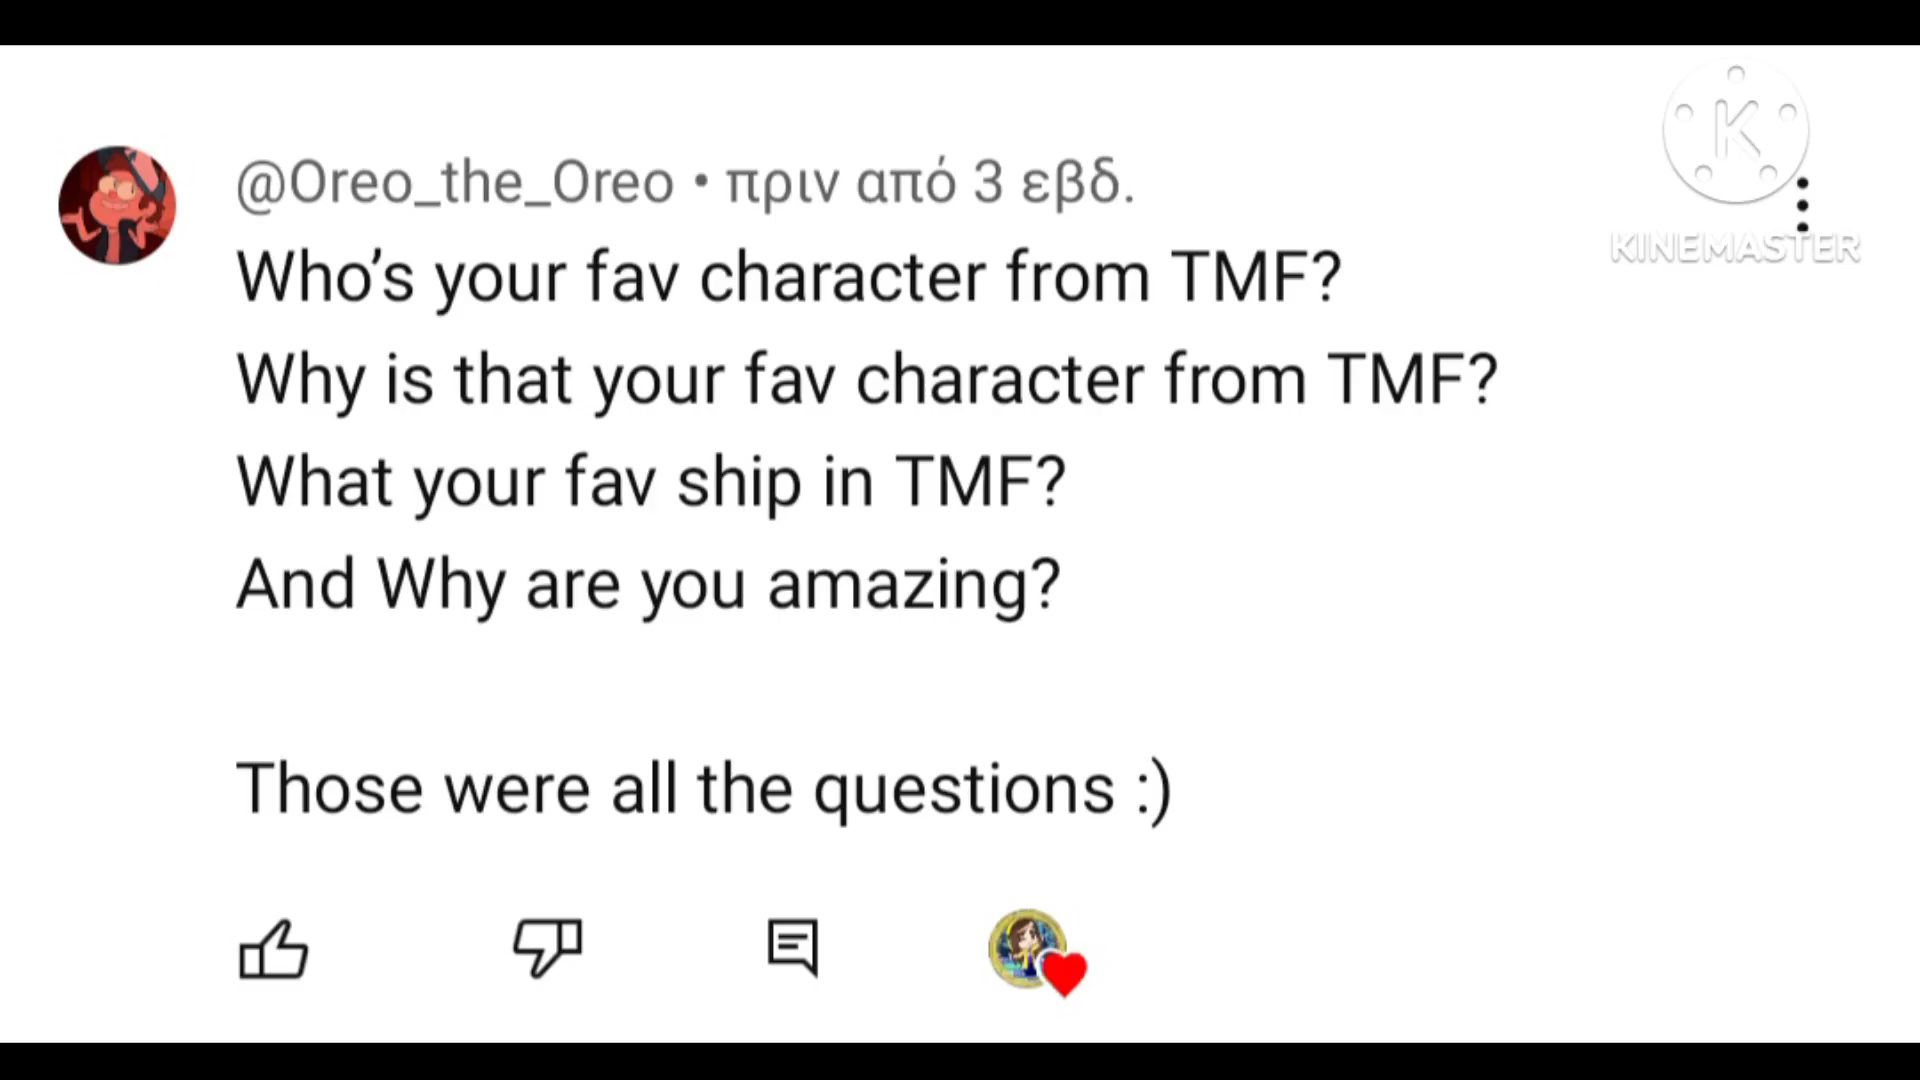 K
KINEMASTER
@Oreo_the_Oreo • πριν από 3 εβδ.
Who’s your fav character from TMF?
Why is that your fav character from TMF?
What your fav ship in TMF?
And Why are you amazing?
Those were all the questions :)